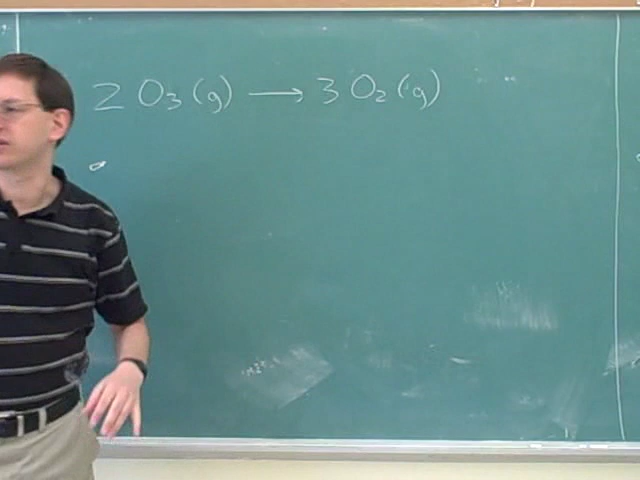 2 O₃ (g) ⟶ 3 O₂ (g)